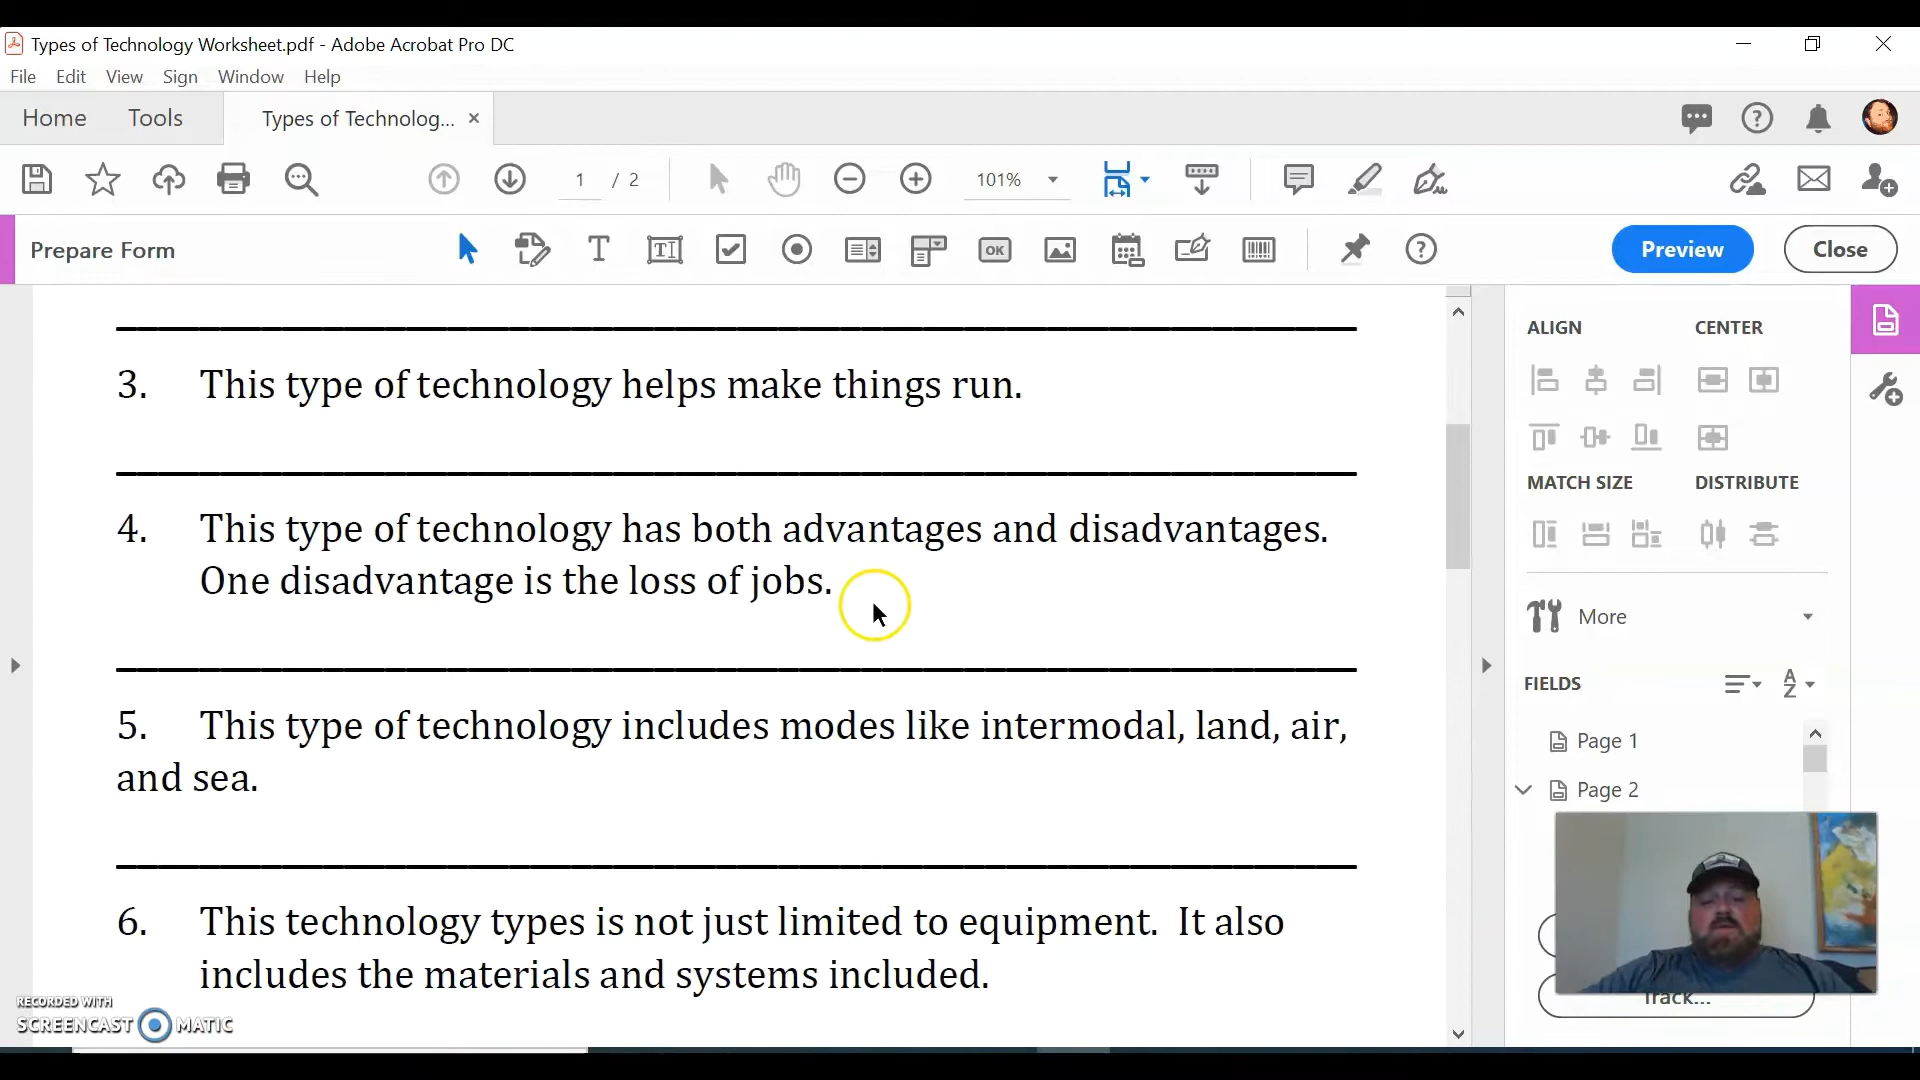 Types of Technology Worksheet.pdf - Adobe Acrobat Pro DC
File Edit View Sign Window Help
Home Tools Types of Technolog...
1 / 2 101%
Prepare Form OK Preview Close
3. This type of technology helps make things run.
4. This type of technology has both advantages and disadvantages.
One disadvantage is the loss of jobs.
5. This type of technology includes modes like intermodal, land, air,
and sea.
6. This technology types is not just limited to equipment. It also
includes the materials and systems included.
ALIGN CENTER
MATCH SIZE DISTRIBUTE
More
FIELDS
Page 1
Page 2
Track...
RECORDED WITH
SCREENCAST MATIC